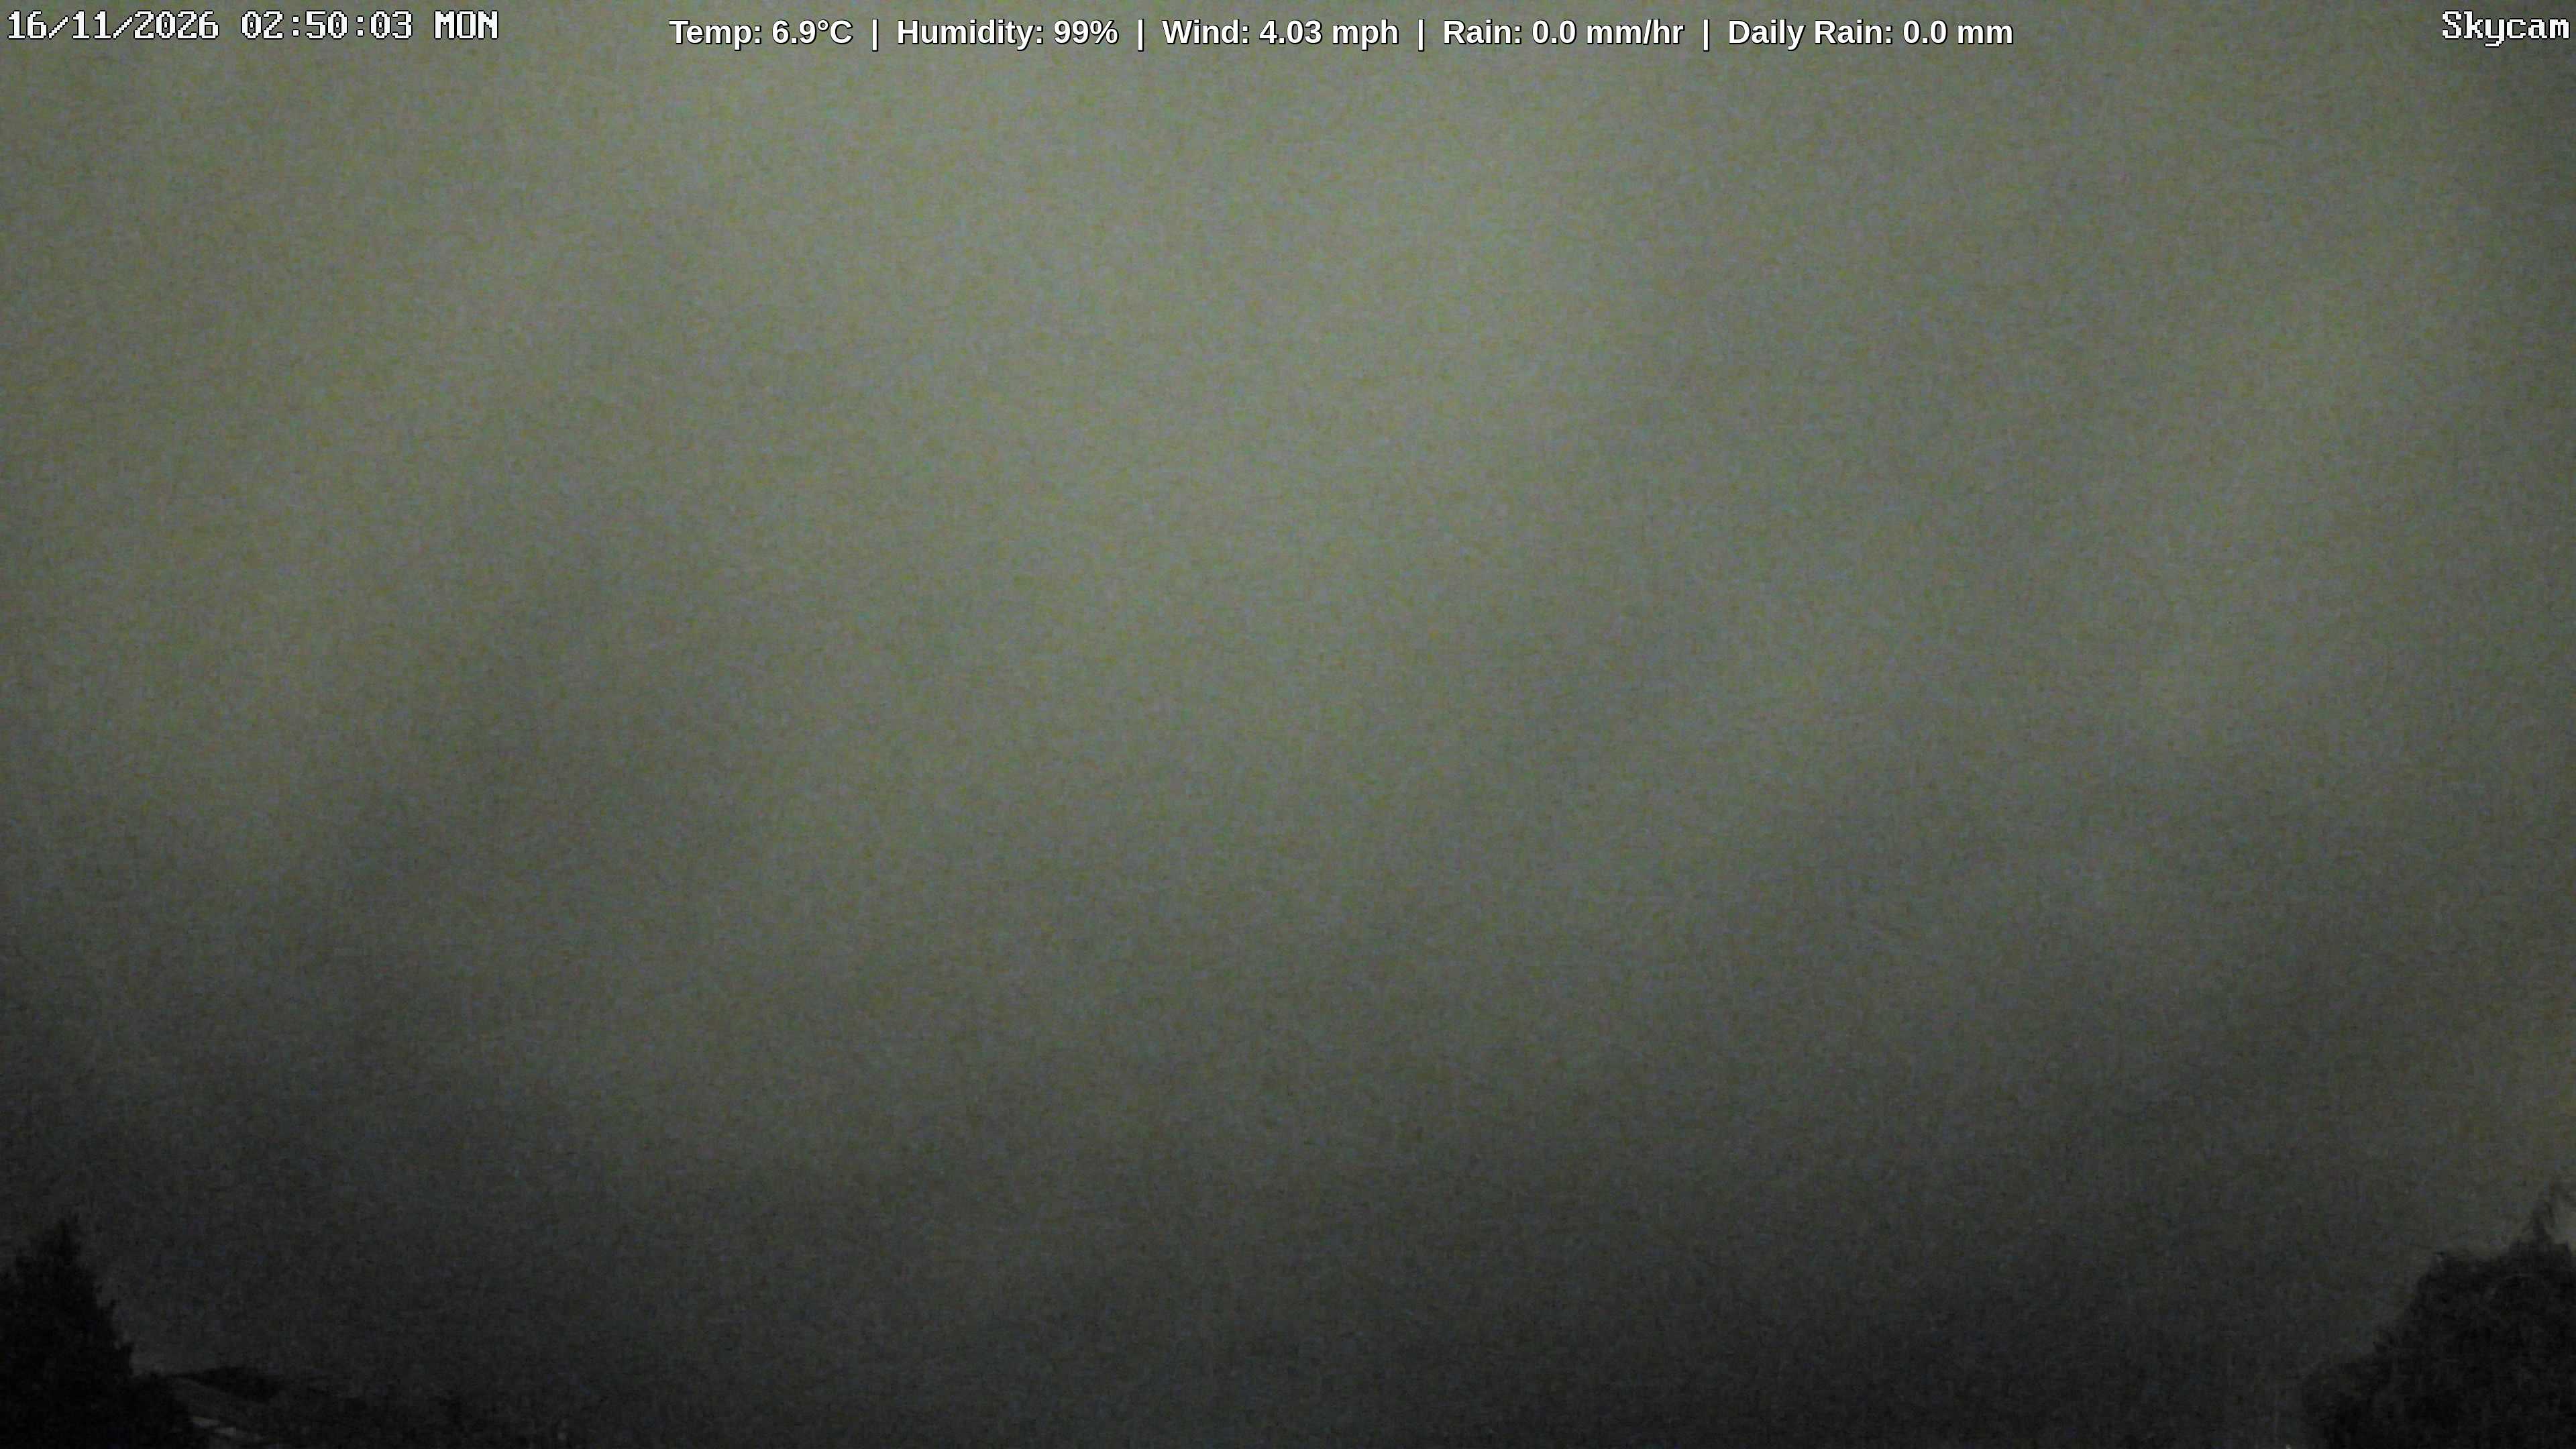 16/11/2026 02:50:03 MON
Temp: 6.9°C | Humidity: 99% | Wind: 4.03 mph | Rain: 0.0 mm/hr | Daily Rain: 0.0 mm
Skycam